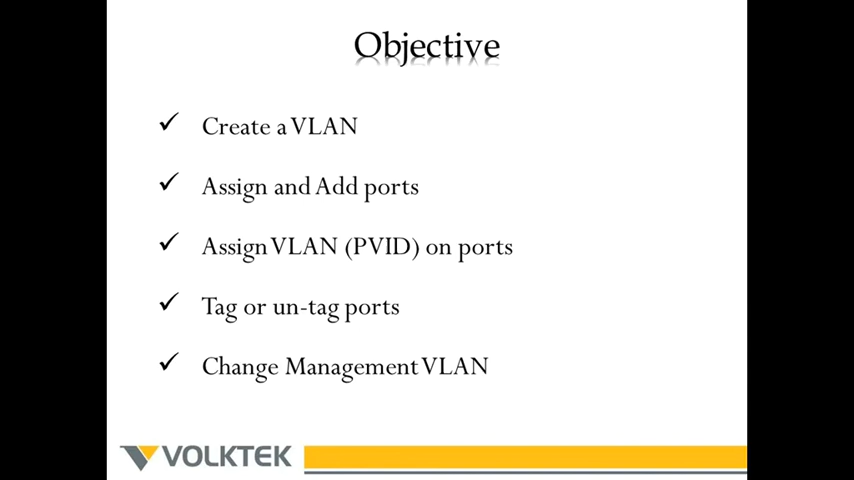 Objective
Create a VLAN
Assign and Add ports
Assign VLAN (PVID) on ports
Tag or un-tag ports
Change Management VLAN
VOLKTEK